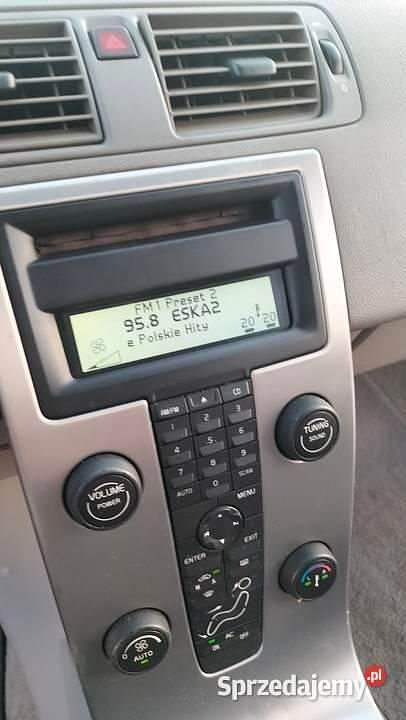 FM1 Preset 2
95.8 ESKA2
e Polskie Hity
20 20
AM/FM CD
1 2 3
4 5 6
7 8 9
AUTO 0 SCAN
TUNING
SOUND
VOLUME
POWER
MENU
ENTER EXIT
M A
0 AUTO
ON AC OFF
Sprzedajemy.pl